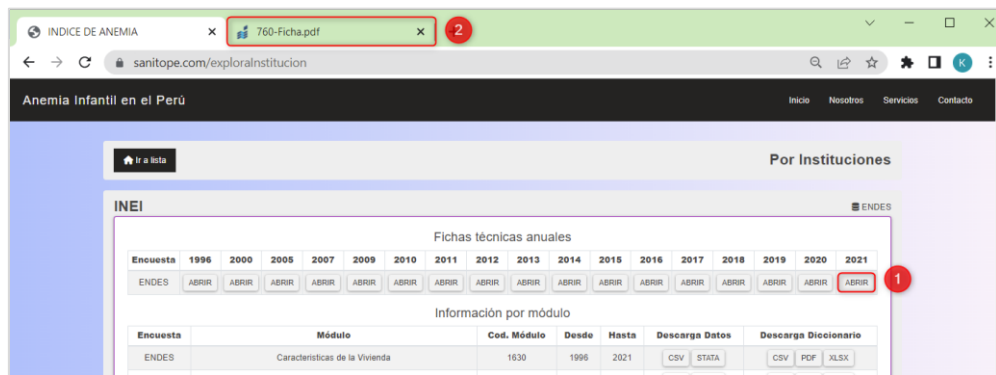 INDICE DE ANEMIA
760-Ficha.pdf
2
sanitope.com/exploraInstitucion
K
Anemia Infantil en el Perú
Inicio Nosotros Servicios Contacto
Ir a lista
Por Instituciones
INEI
ENDES
Fichas técnicas anuales
Encuesta 1996 2000 2005 2007 2009 2010 2011 2012 2013 2014 2015 2016 2017 2018 2019 2020 2021
ENDES ABRIR ABRIR ABRIR ABRIR ABRIR ABRIR ABRIR ABRIR ABRIR ABRIR ABRIR ABRIR ABRIR ABRIR ABRIR ABRIR ABRIR
1
Información por módulo
Encuesta Módulo Cod. Módulo Desde Hasta Descarga Datos Descarga Diccionario
ENDES Caracteristicas de la Vivienda 1630 1996 2021 CSV STATA CSV PDF XLSX